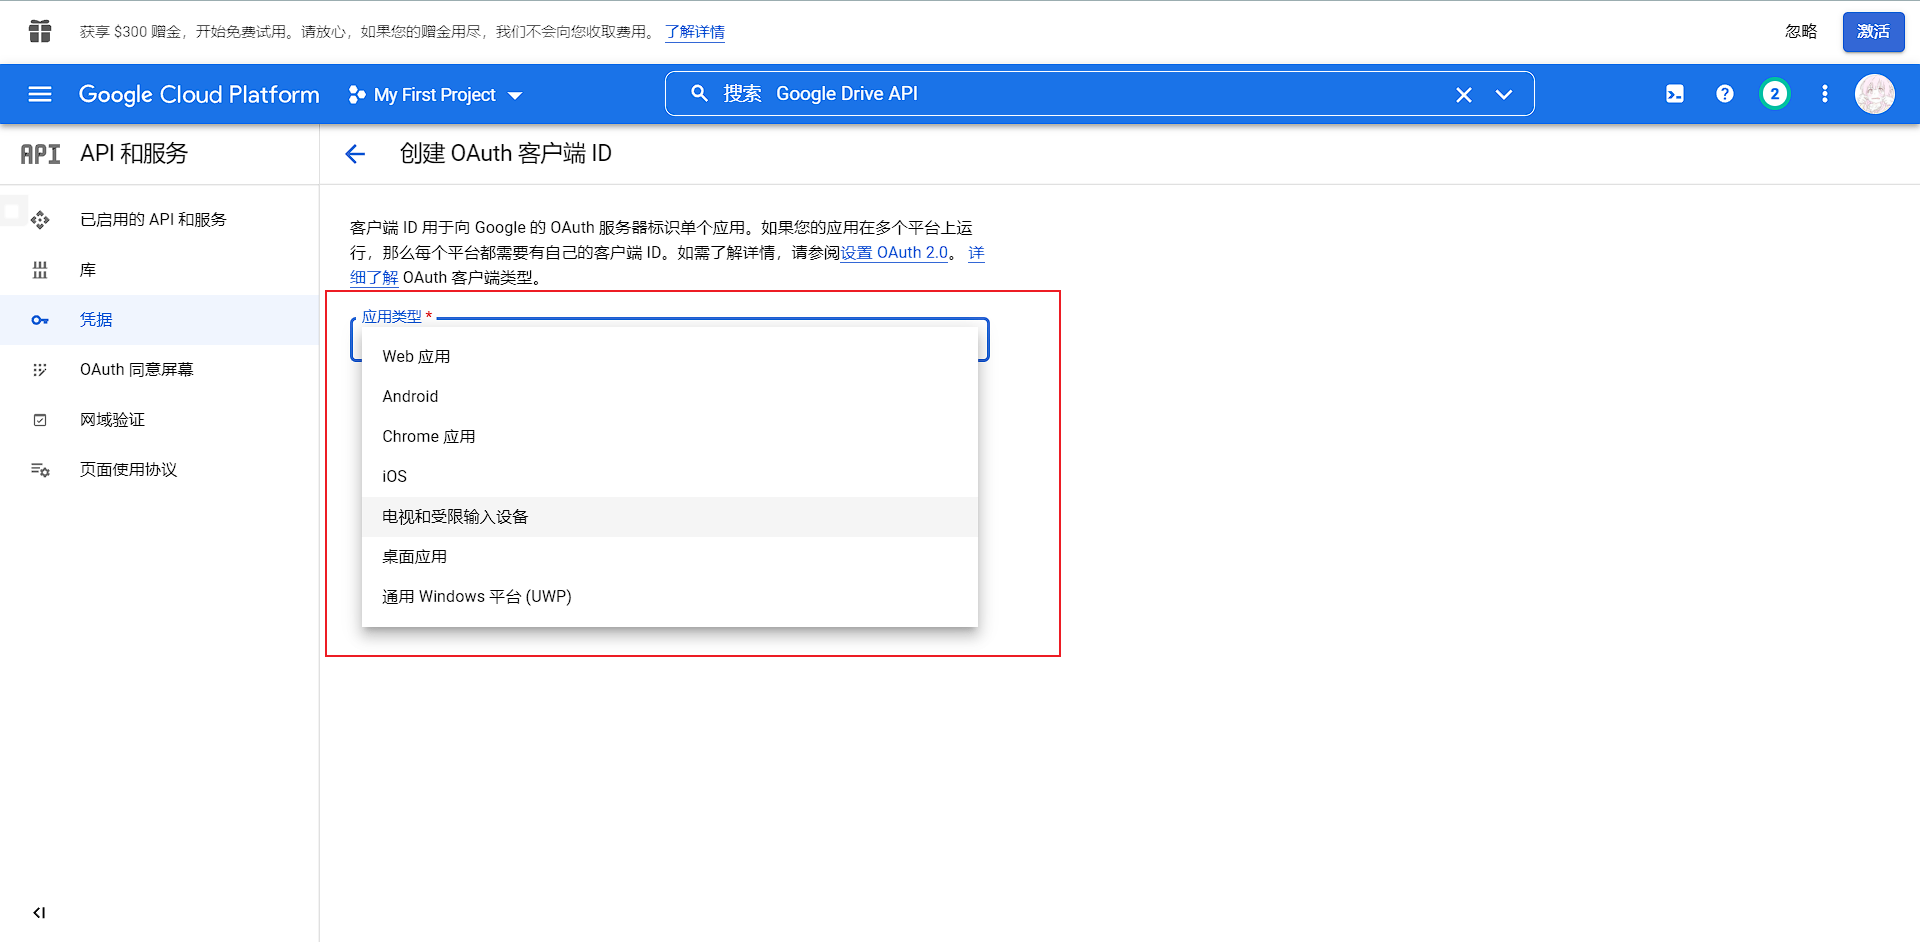 获享 $300 赠金，开始免费试用。请放心，如果您的赠金用尽，我们不会向您收取费用。 了解详情
忽略
激活
Google Cloud Platform
My First Project
搜索 Google Drive API
2
API API 和服务
创建 OAuth 客户端 ID
已启用的 API 和服务
库
凭据
OAuth 同意屏幕
网域验证
页面使用协议
客户端 ID 用于向 Google 的 OAuth 服务器标识单个应用。如果您的应用在多个平台上运
行，那么每个平台都需要有自己的客户端 ID。如需了解详情，请参阅设置 OAuth 2.0。 详
细了解 OAuth 客户端类型。
应用类型 *
Web 应用
Android
Chrome 应用
iOS
电视和受限输入设备
桌面应用
通用 Windows 平台 (UWP)